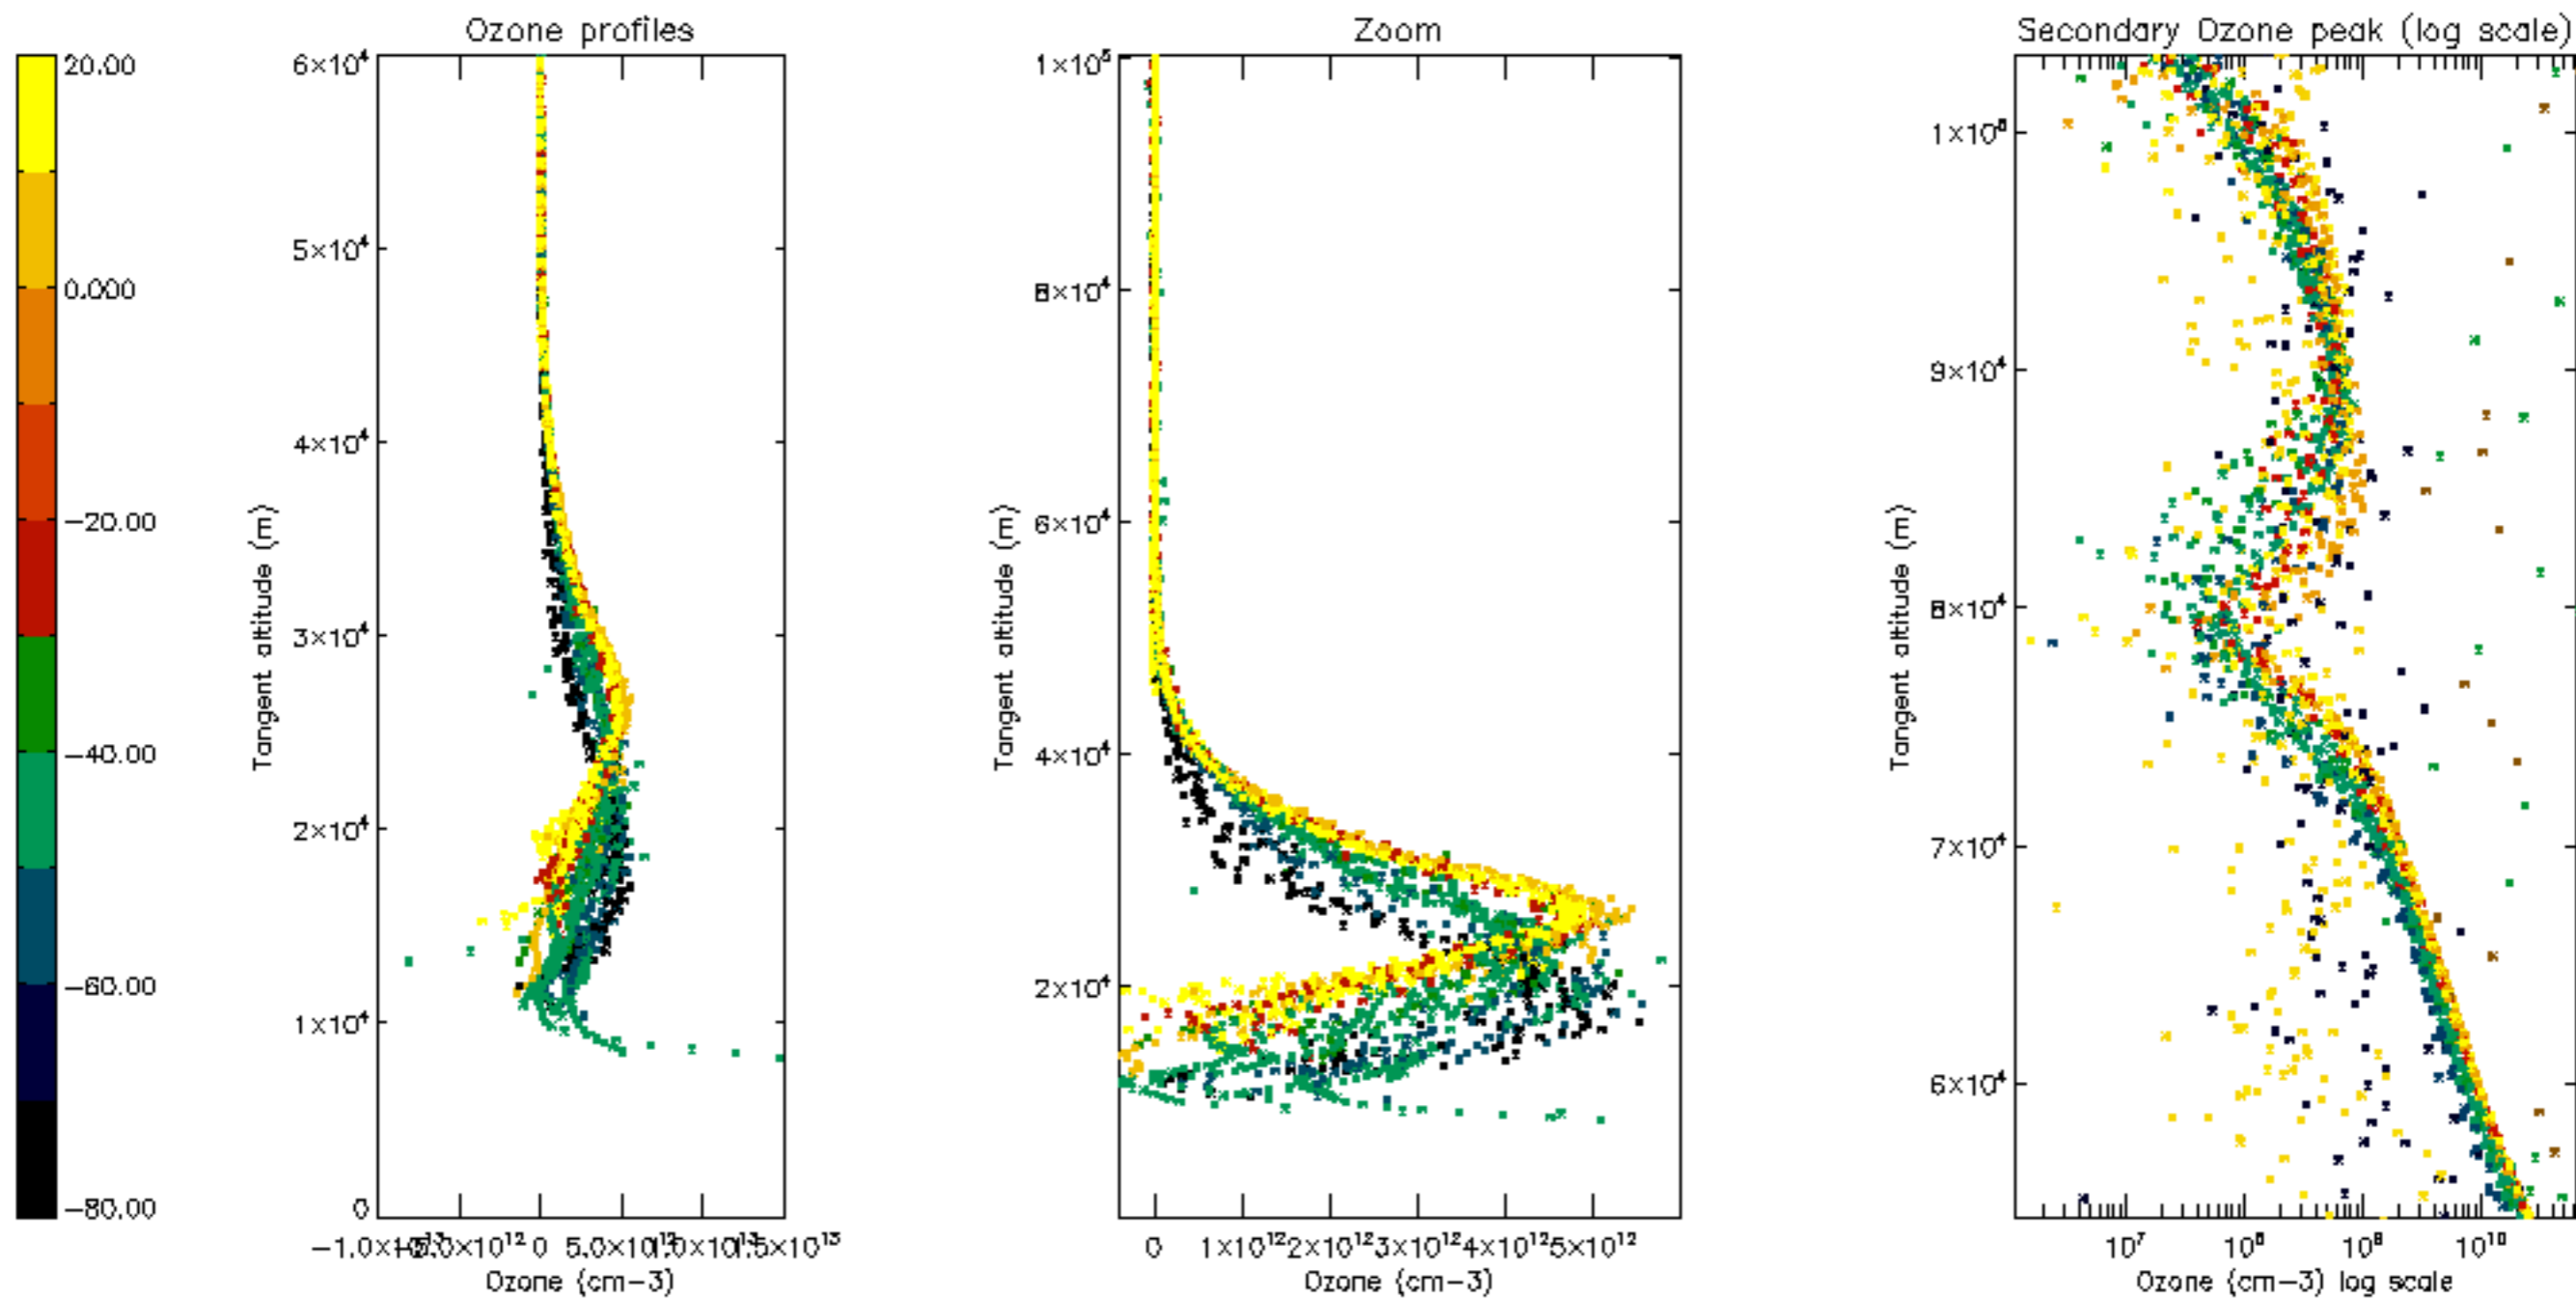 Ozone profiles
Zoom
Secondary Ozone peak (log scale)
20.00
0.000
−20.00
−40.00
−60.00
−80.00
Tangent altitude (m)
6×10⁴
5×10⁴
4×10⁴
3×10⁴
2×10⁴
1×10⁴
0
0
Ozone (cm−3)
Tangent altitude (m)
1×10⁵
8×10⁴
6×10⁴
4×10⁴
2×10⁴
0 1×10¹² 2×10¹² 3×10¹² 4×10¹² 5×10¹²
Ozone (cm−3)
Tangent altitude (m)
9×10⁴
8×10⁴
7×10⁴
6×10⁴
10⁷ 10⁸ 10⁹ 10¹⁰
Ozone (cm−3) log scale